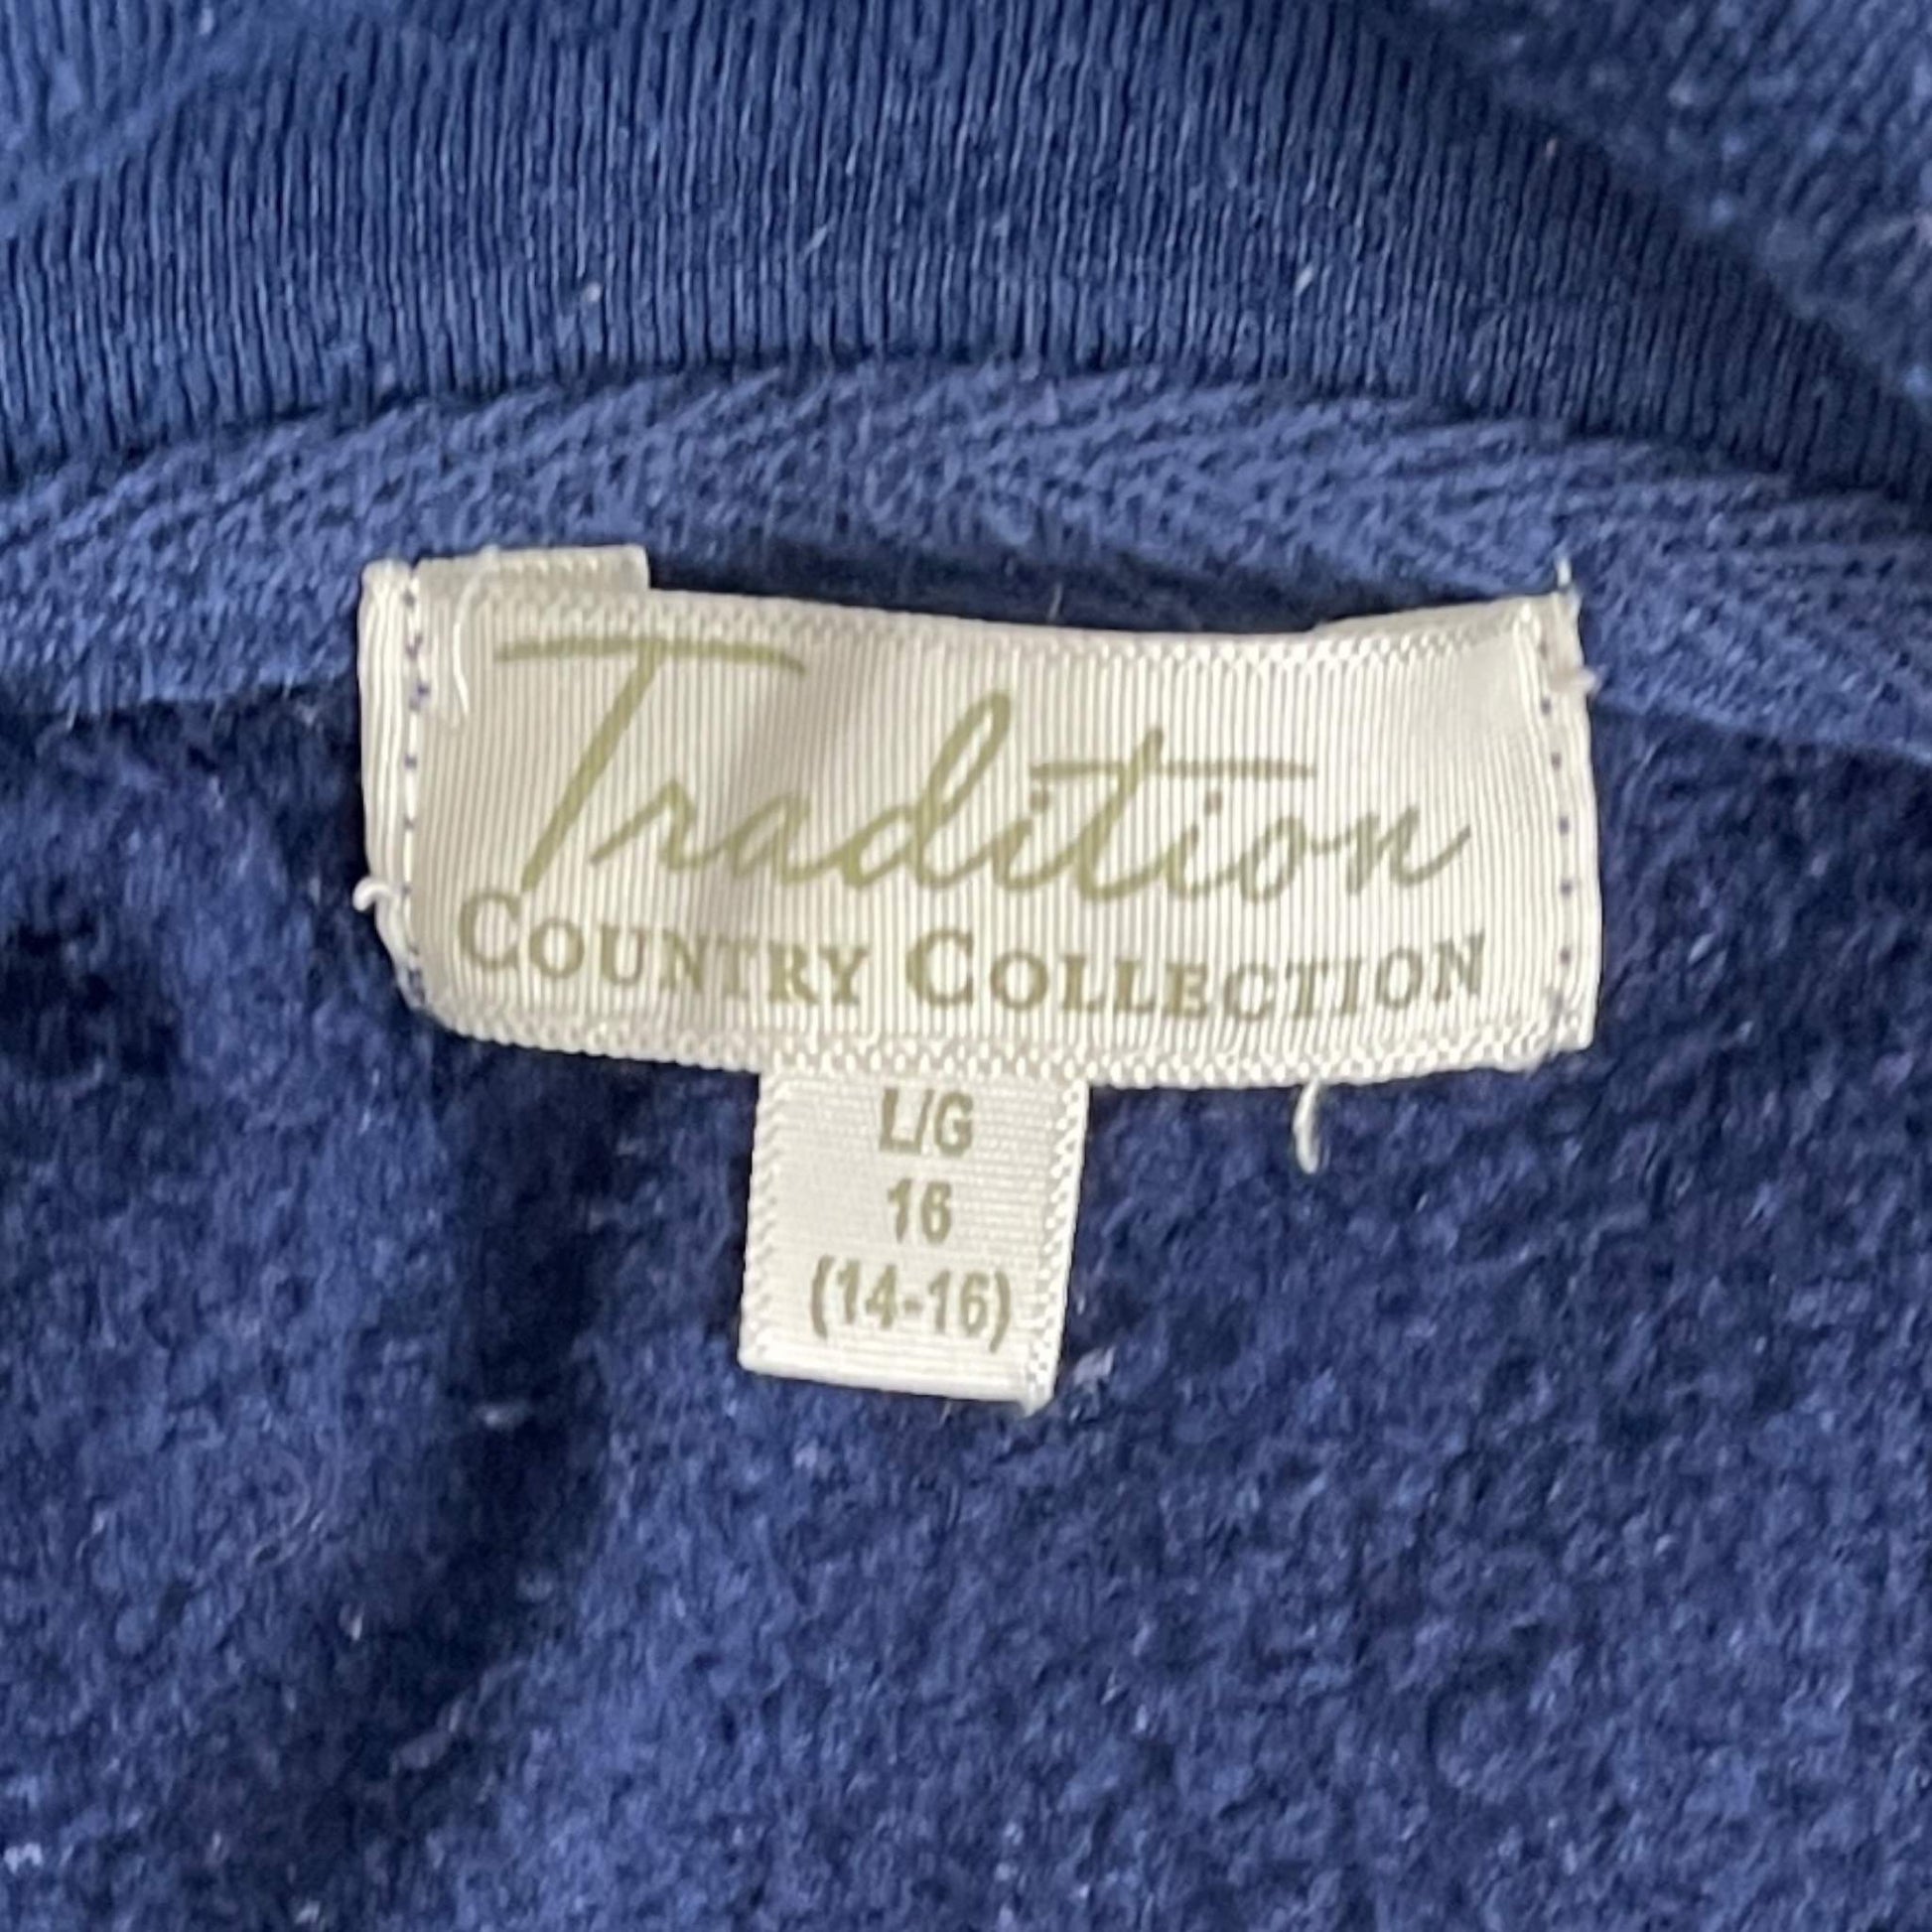 Tradition
COUNTRY COLLECTION
L/G
16
(14-16)